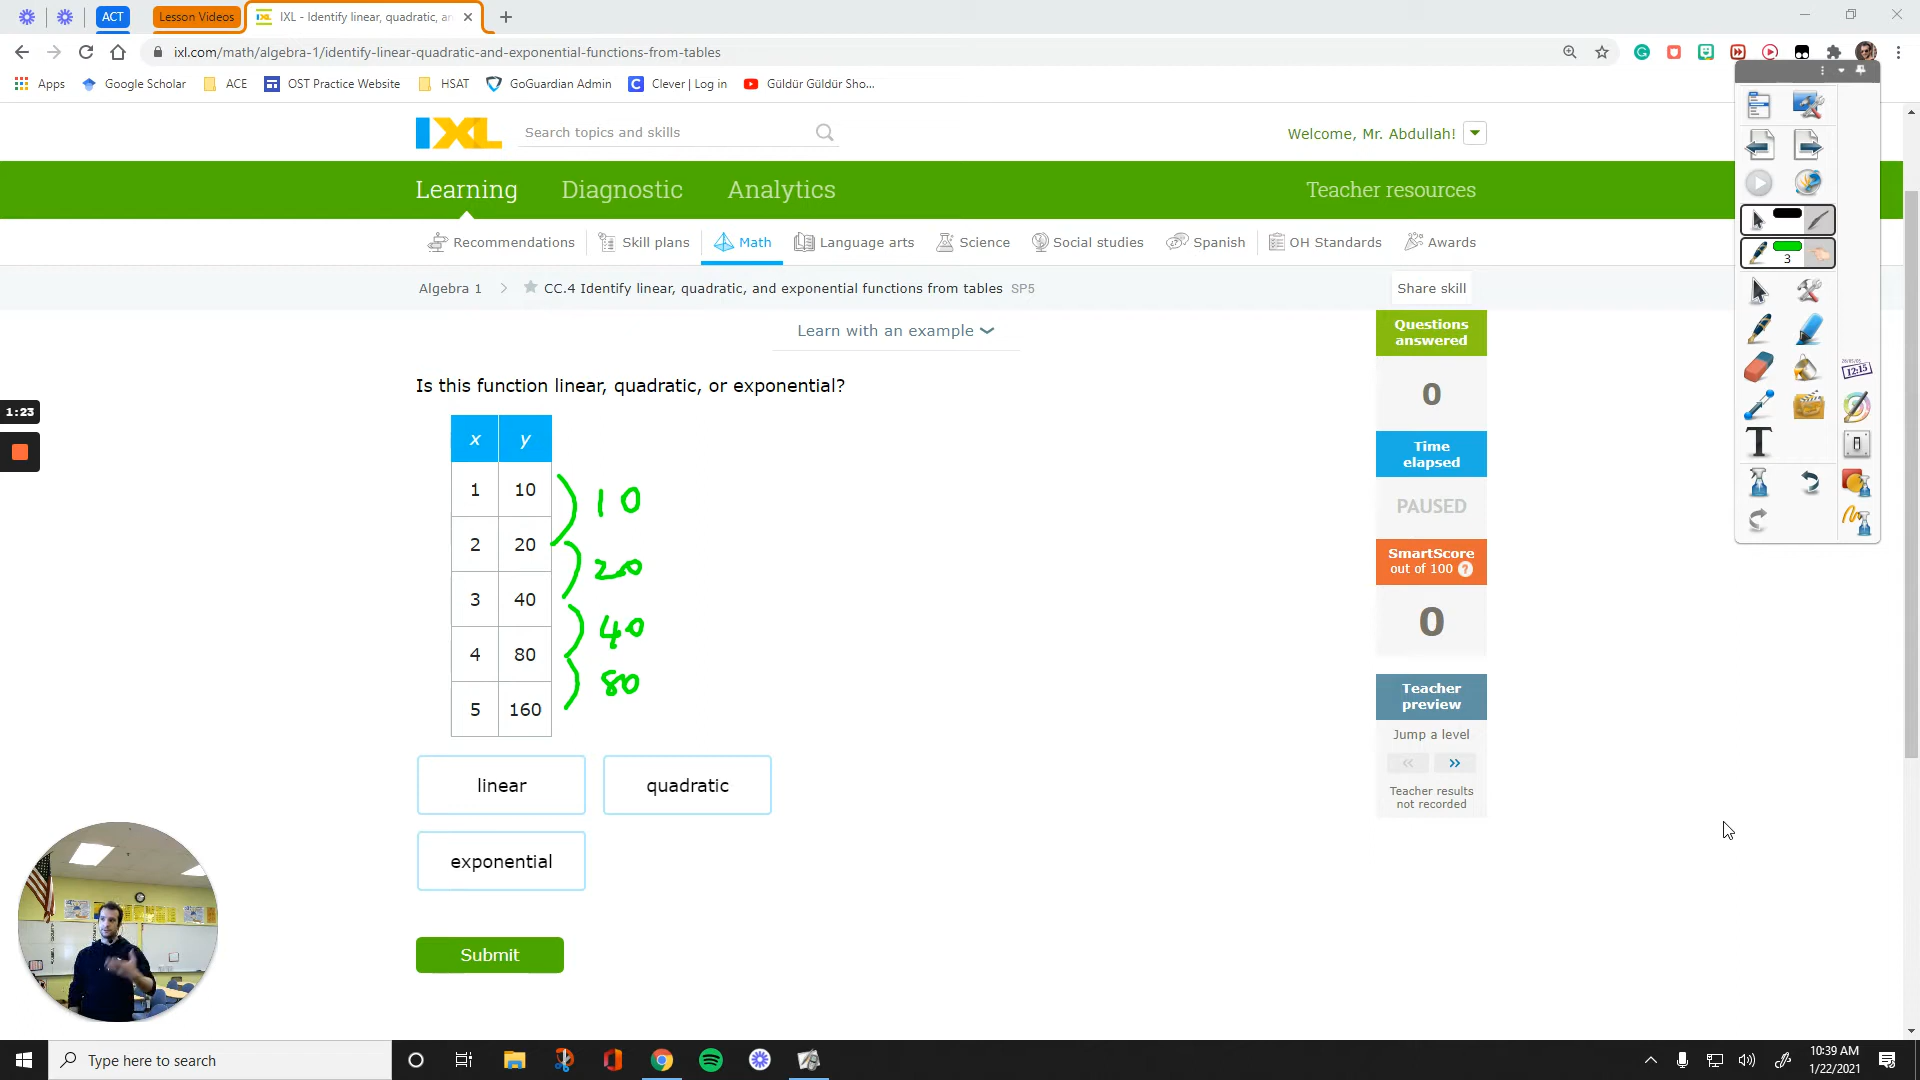 ACT
Lesson Videos
IXL - Identify linear, quadratic, an
ixl.com/math/algebra-1/identify-linear-quadratic-and-exponential-functions-from-tables
Apps
Google Scholar
ACE
OST Practice Website
HSAT
GoGuardian Admin
Clever | Log in
Güldür Güldür Sho...
IXL
Search topics and skills
Welcome, Mr. Abdullah!
Learning
Diagnostic
Analytics
Teacher resources
Recommendations
Skill plans
Math
Language arts
Science
Social studies
Spanish
OH Standards
Awards
Algebra 1
CC.4 Identify linear, quadratic, and exponential functions from tables SP5
Share skill
Learn with an example
Is this function linear, quadratic, or exponential?
x y
1 10
2 20
3 40
4 80
5 160
10
20
40
80
linear
quadratic
exponential
Submit
Questions
answered
0
Time
elapsed
PAUSED
SmartScore
out of 100 ?
0
Teacher
preview
Jump a level
Teacher results
not recorded
1:23
3
12:15
T
Type here to search
10:39 AM
1/22/2021